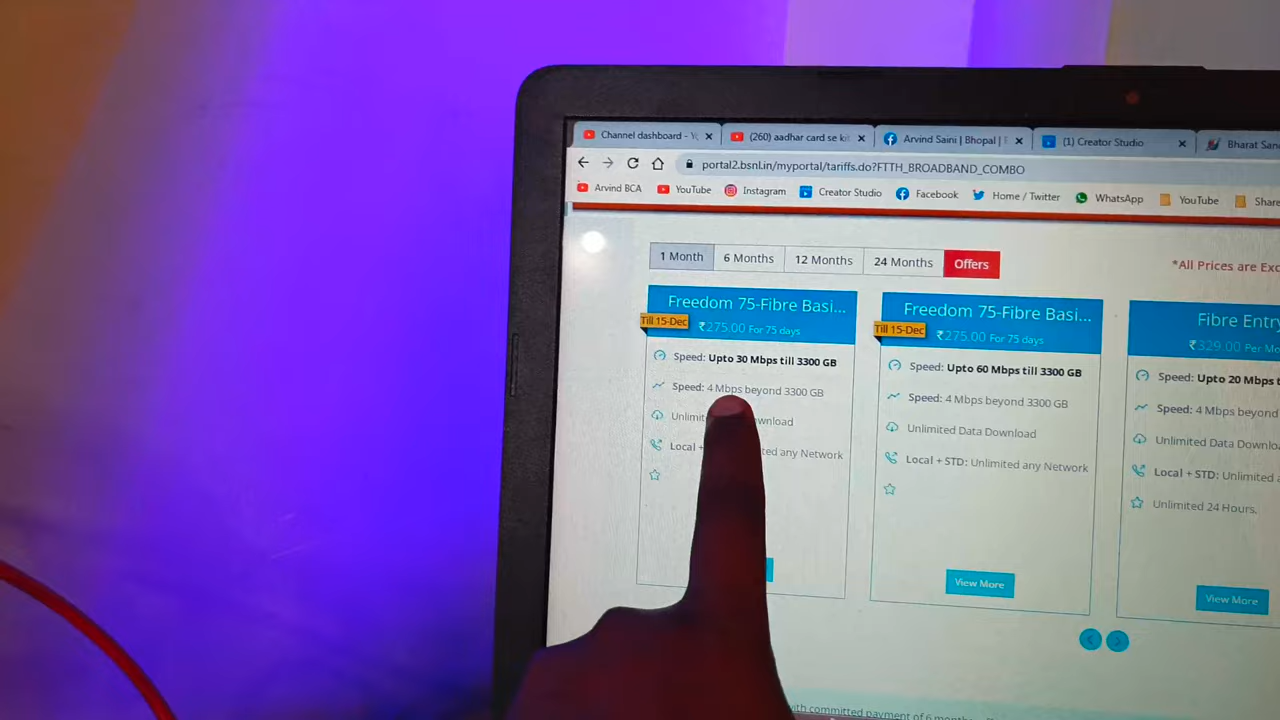 Channel dashboard - Y
(260) aadhar card se ki
Arvind Saini | Bhopal |
(1) Creator Studio
Bharat San
portal2.bsnl.in/myportal/tariffs.do?FTTH_BROADBAND_COMBO
Arvind BCA YouTube Instagram Creator Studio Facebook Home / Twitter WhatsApp YouTube Share
1 Month 6 Months 12 Months 24 Months Offers
*All Prices are Exc
Freedom 75-Fibre Basi...
Till 15-Dec
₹275.00 For 75 days
Speed: Upto 30 Mbps till 3300 GB
Speed: 4 Mbps beyond 3300 GB
Unlimi wnload
Local + ted any Network
Freedom 75-Fibre Basi...
Till 15-Dec
₹275.00 For 75 days
Speed: Upto 60 Mbps till 3300 GB
Speed: 4 Mbps beyond 3300 GB
Unlimited Data Download
Local + STD: Unlimited any Network
View More
Fibre Entry
₹329.00 Per Mo
Speed: Upto 20 Mbps t
Speed: 4 Mbps beyond
Unlimited Data Downlo
Local + STD: Unlimited
Unlimited 24 Hours.
View More
with committed payment of 6 month